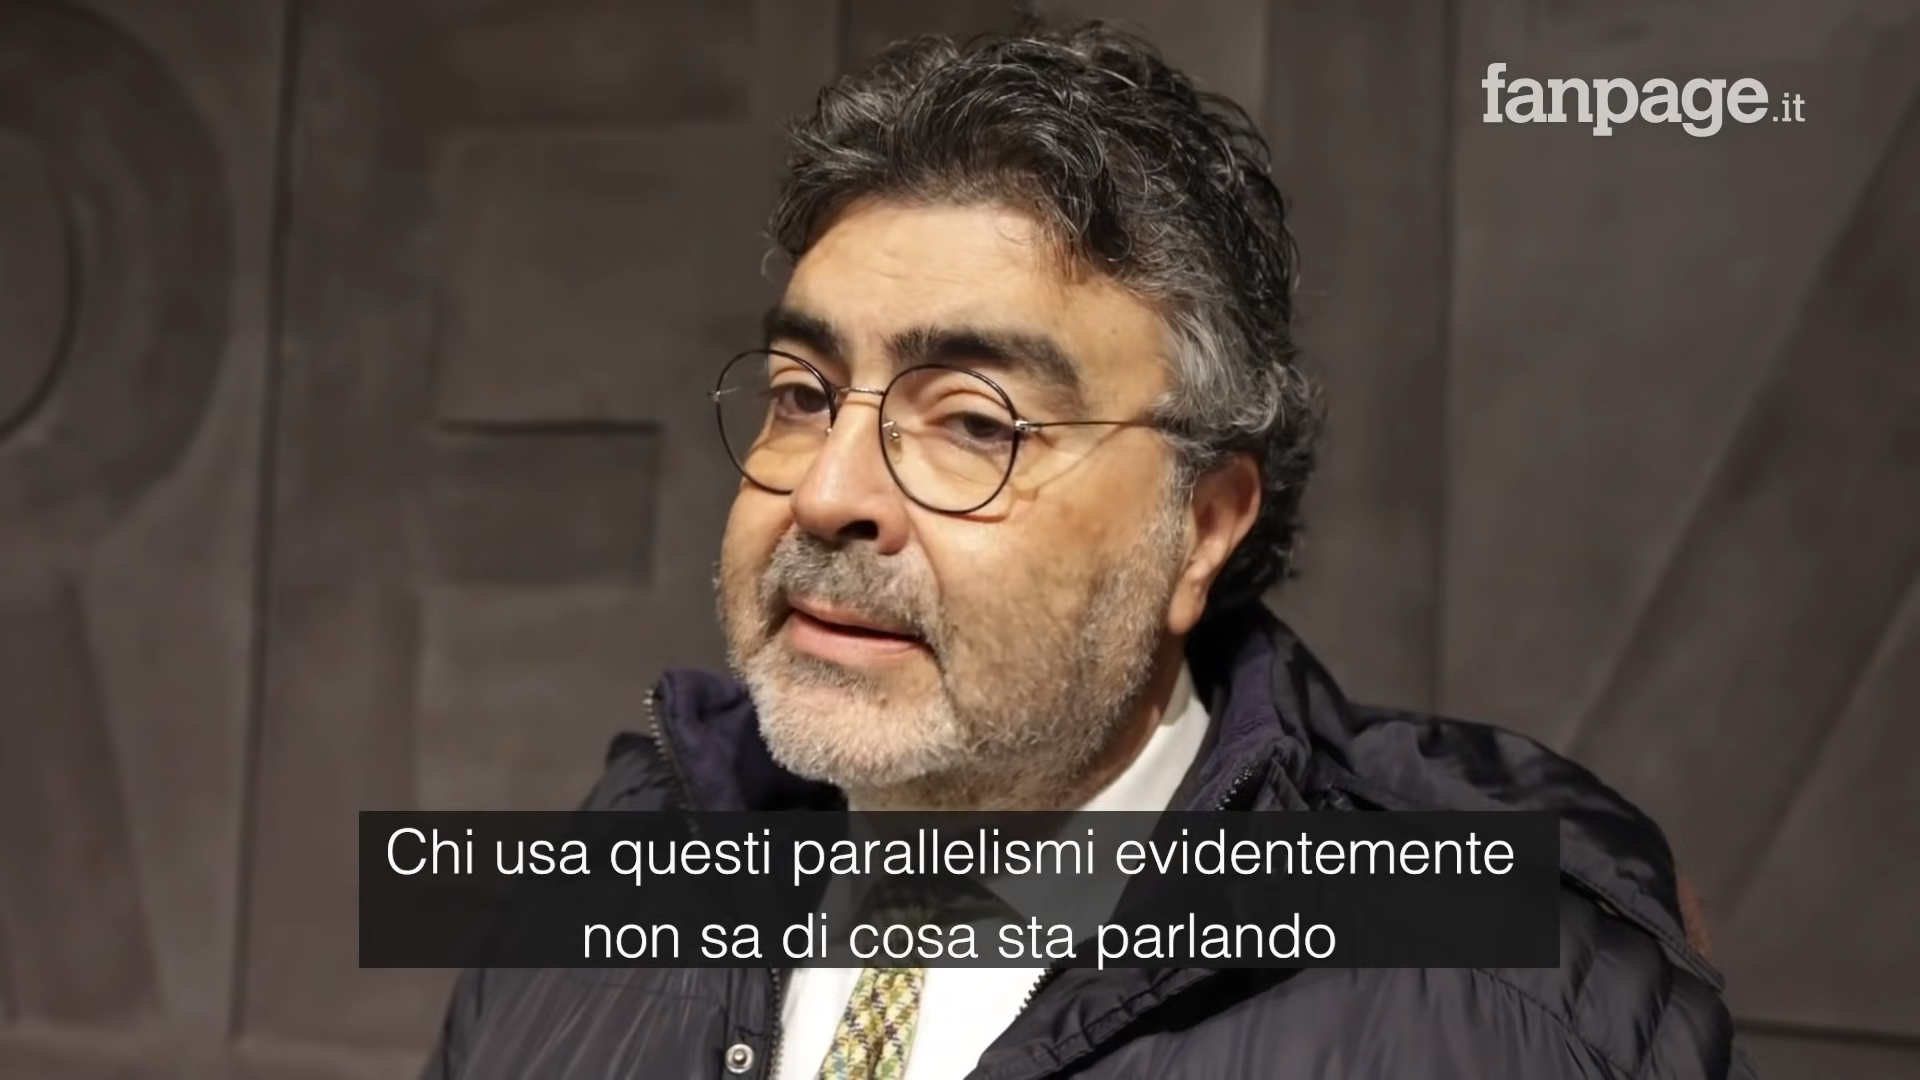 fanpage.it
Chi usa questi parallelismi evidentemente
non sa di cosa sta parlando